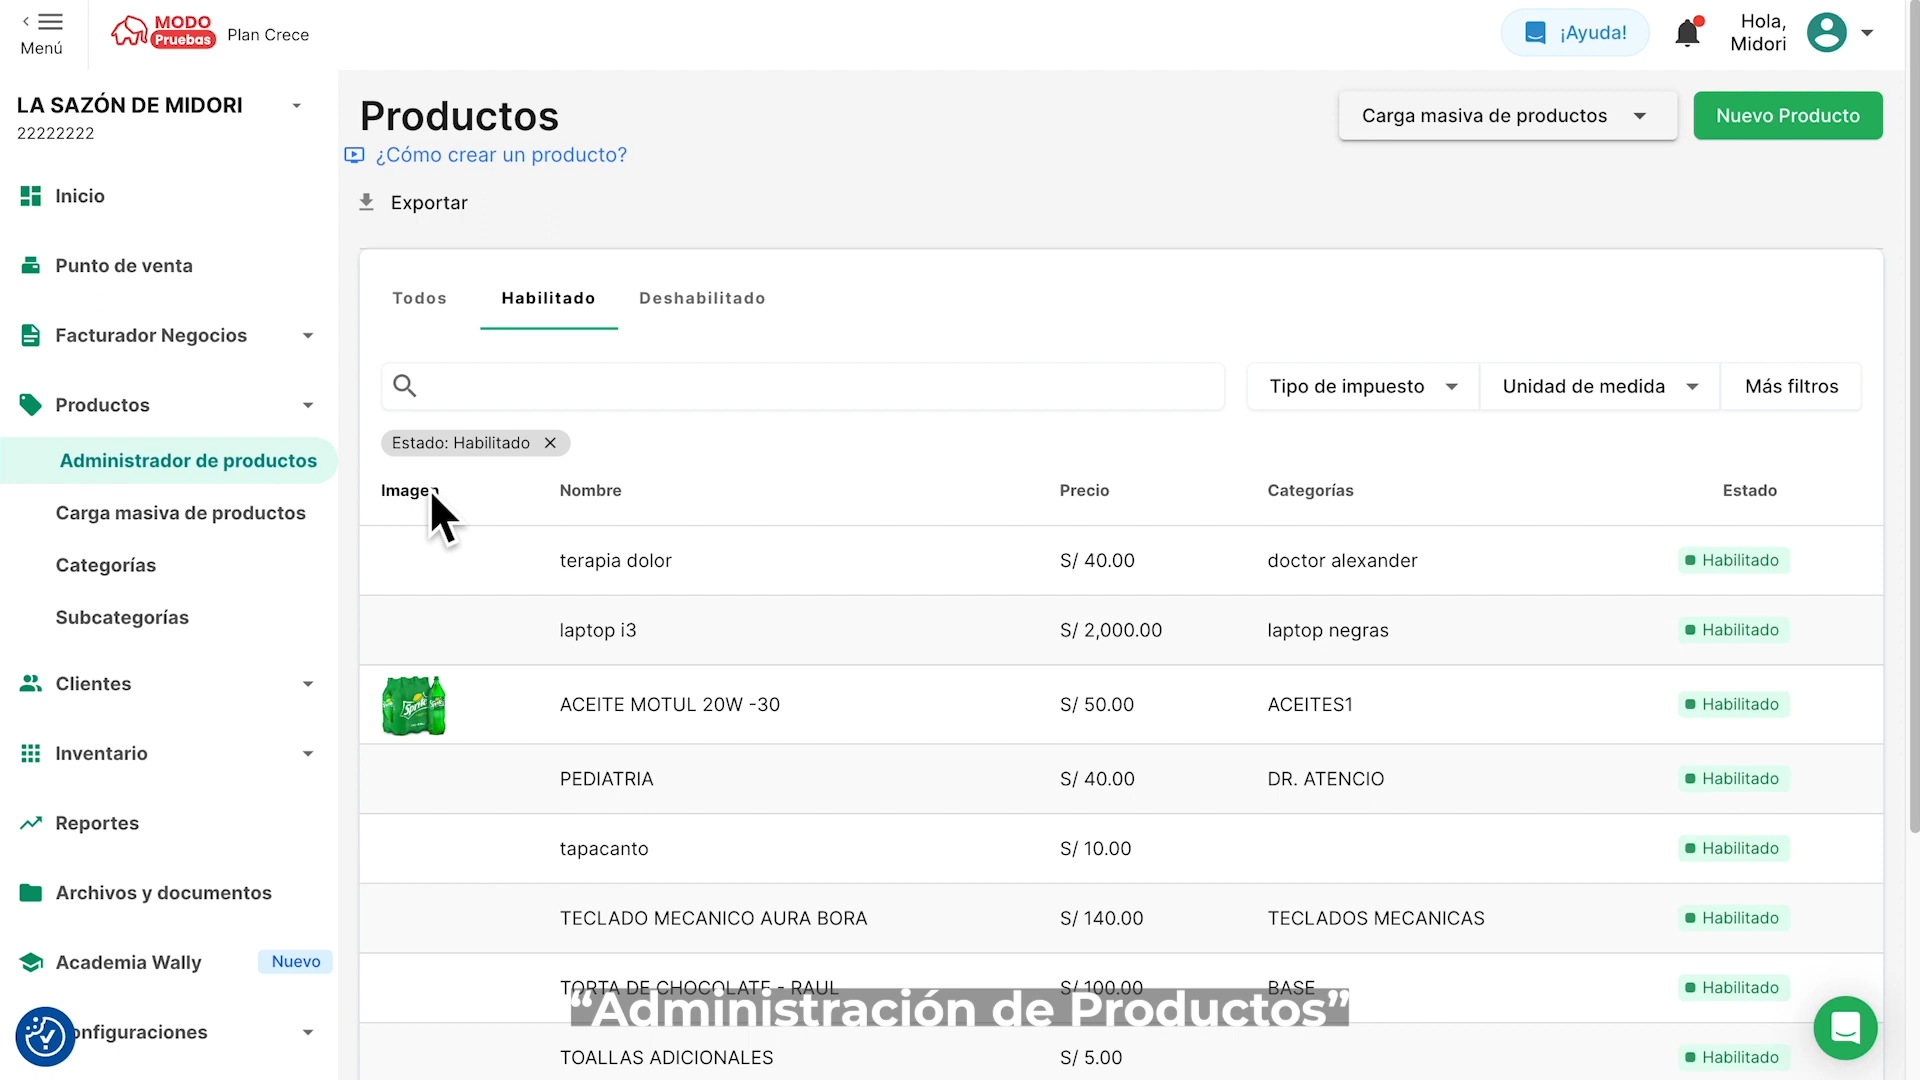 Menú
MODO
Pruebas
Plan Crece
¡Ayuda!
Hola,
Midori
LA SAZÓN DE MIDORI
22222222
Inicio
Punto de venta
Facturador Negocios
Productos
Administrador de productos
Carga masiva de productos
Categorías
Subcategorías
Clientes
Inventario
Reportes
Archivos y documentos
Academia Wally
Nuevo
onfiguraciones
Productos
Carga masiva de productos
Nuevo Producto
¿Cómo crear un producto?
Exportar
Todos
Habilitado
Deshabilitado
Tipo de impuesto
Unidad de medida
Más filtros
Estado: Habilitado
Imagen
Nombre
Precio
Categorías
Estado
terapia dolor
S/ 40.00
doctor alexander
Habilitado
laptop i3
S/ 2,000.00
laptop negras
Habilitado
Sprite
ACEITE MOTUL 20W -30
S/ 50.00
ACEITES1
Habilitado
PEDIATRIA
S/ 40.00
DR. ATENCIO
Habilitado
tapacanto
S/ 10.00
Habilitado
TECLADO MECANICO AURA BORA
S/ 140.00
TECLADOS MECANICAS
Habilitado
TORTA DE CHOCOLATE - RAUL
S/ 100.00
BASE
Habilitado
“Administración de Productos”
TOALLAS ADICIONALES
S/ 5.00
Habilitado